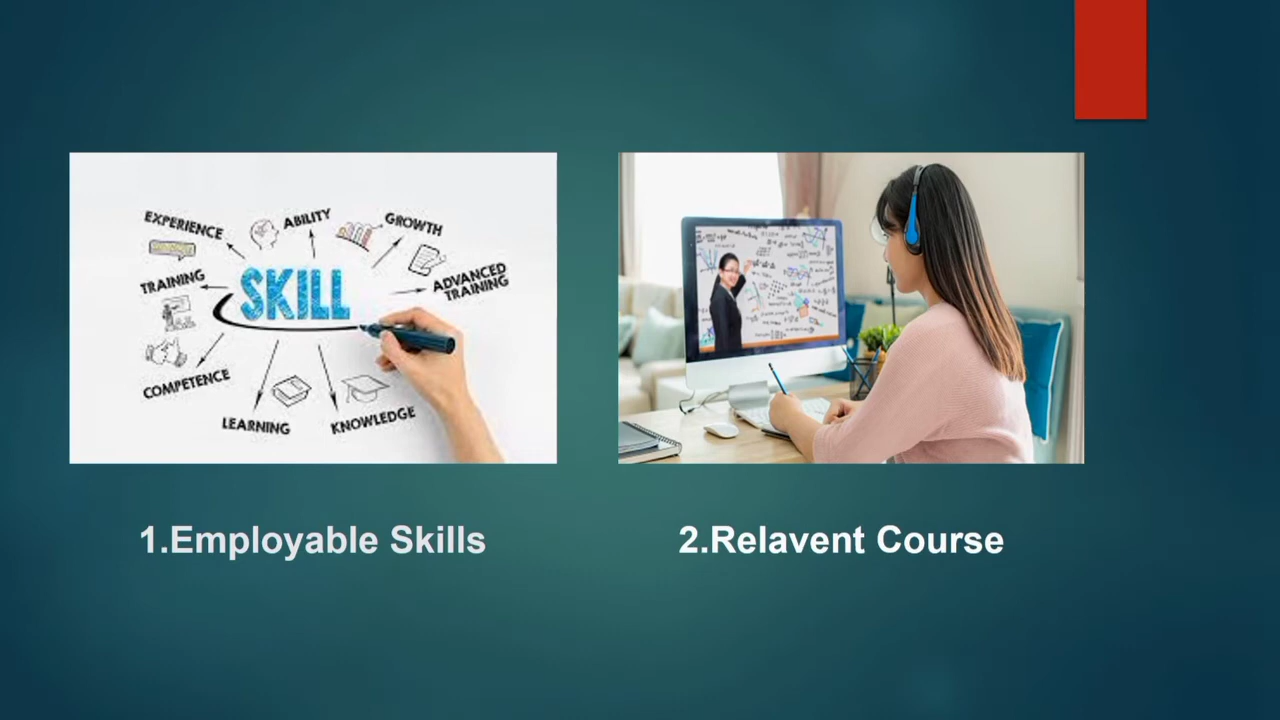 EXPERIENCE
ABILITY
GROWTH
TRAINING
SKILL
ADVANCED
TRAINING
COMPETENCE
LEARNING
KNOWLEDGE
1.Employable Skills
2.Relavent Course